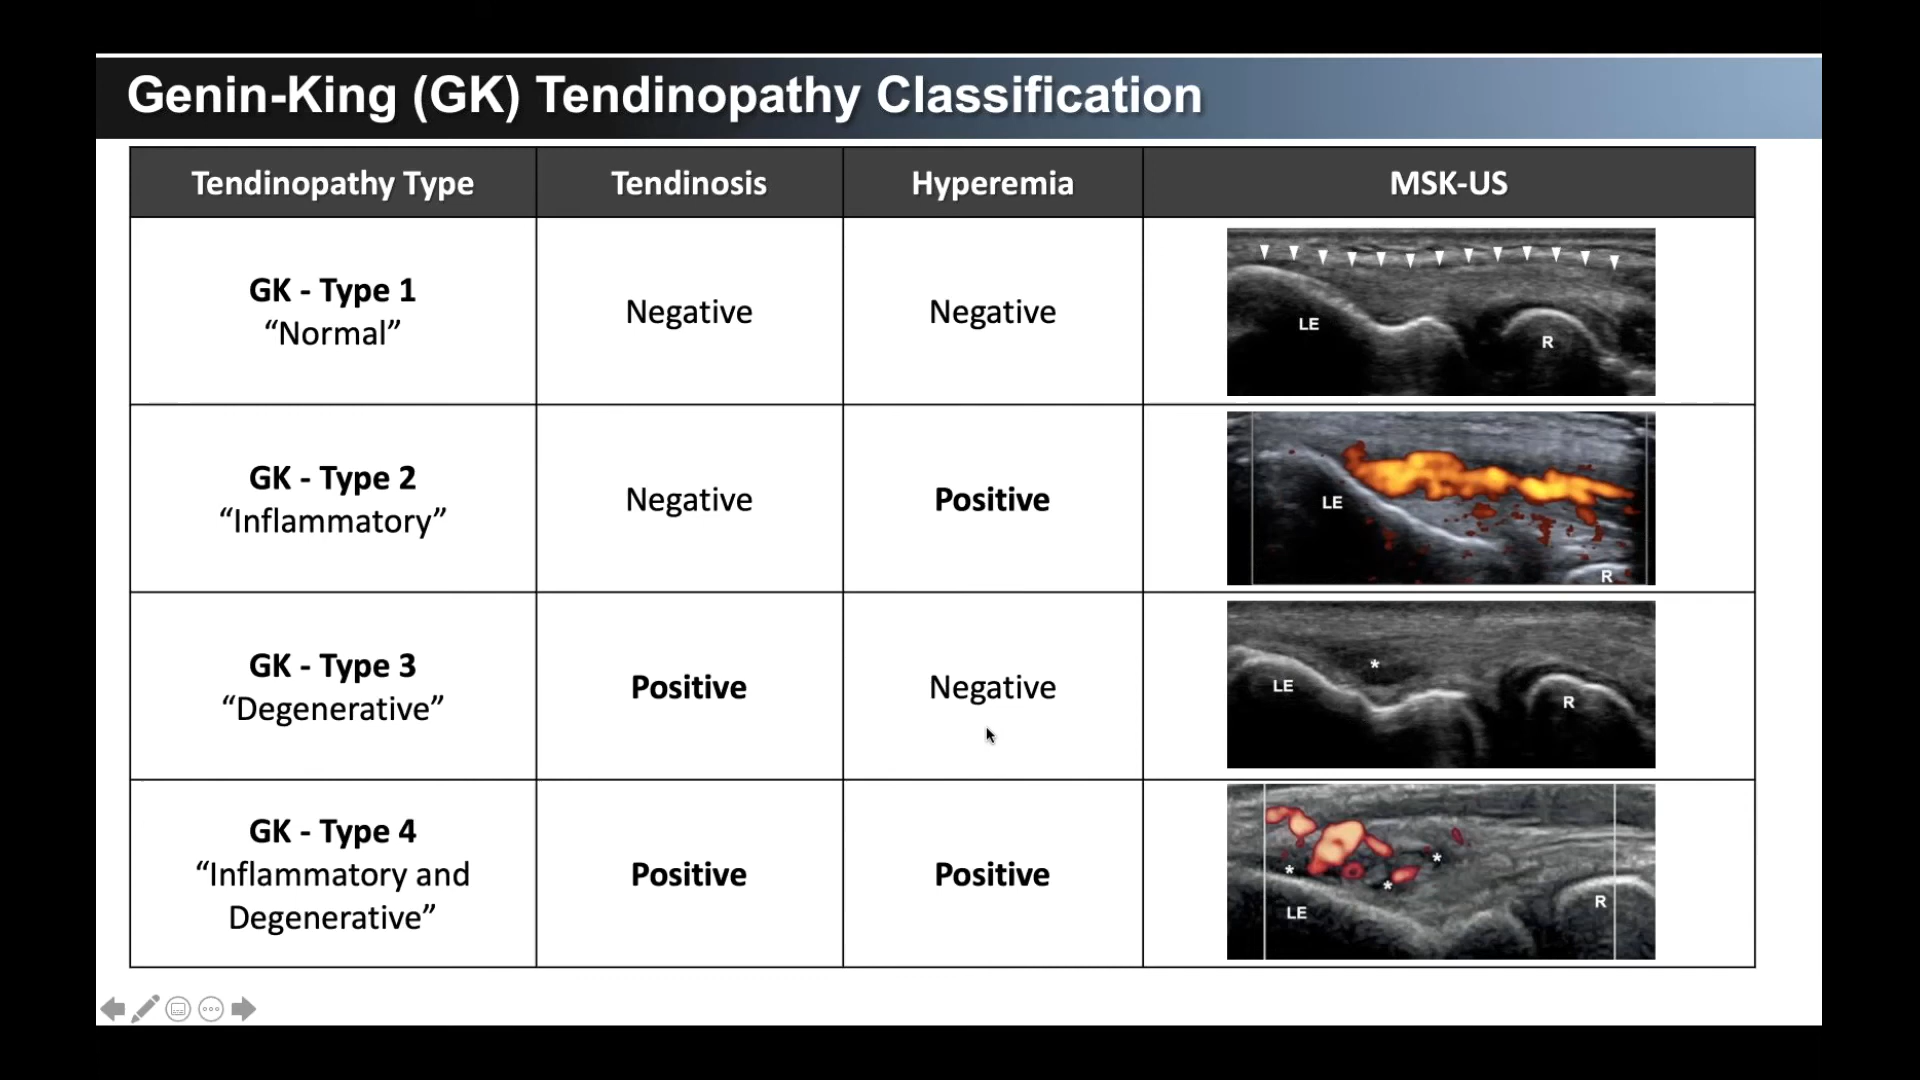 Genin-King (GK) Tendinopathy Classification
Tendinopathy Type
Tendinosis
Hyperemia
MSK-US
GK - Type 1
“Normal”
Negative
Negative
LE
R
GK - Type 2
“Inflammatory”
Negative
Positive
LE
R
GK - Type 3
“Degenerative”
Positive
Negative
*
LE
R
GK - Type 4
“Inflammatory and
Degenerative”
Positive
Positive
*
*
*
LE
R